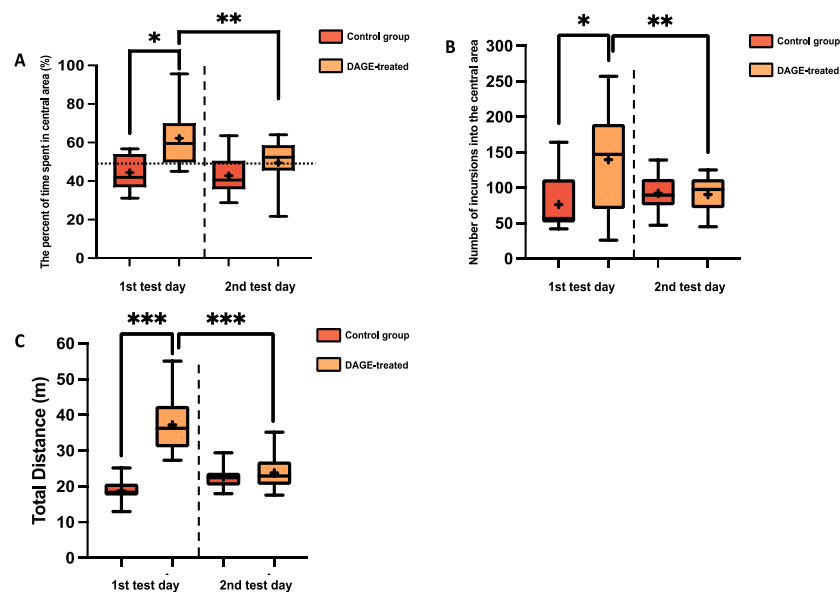 A
*
**
Control group
DAGE-treated
The percent of time spent in central area (%)
100
80
60
40
20
0
1st test day
2nd test day
B
*
**
Control group
DAGE-treated
Number of incursions into the central area
300
250
200
150
100
50
0
1st test day
2nd test day
C
***
***
Control group
DAGE-treated
Total Distance (m)
60
50
40
30
20
10
0
1st test day
2nd test day